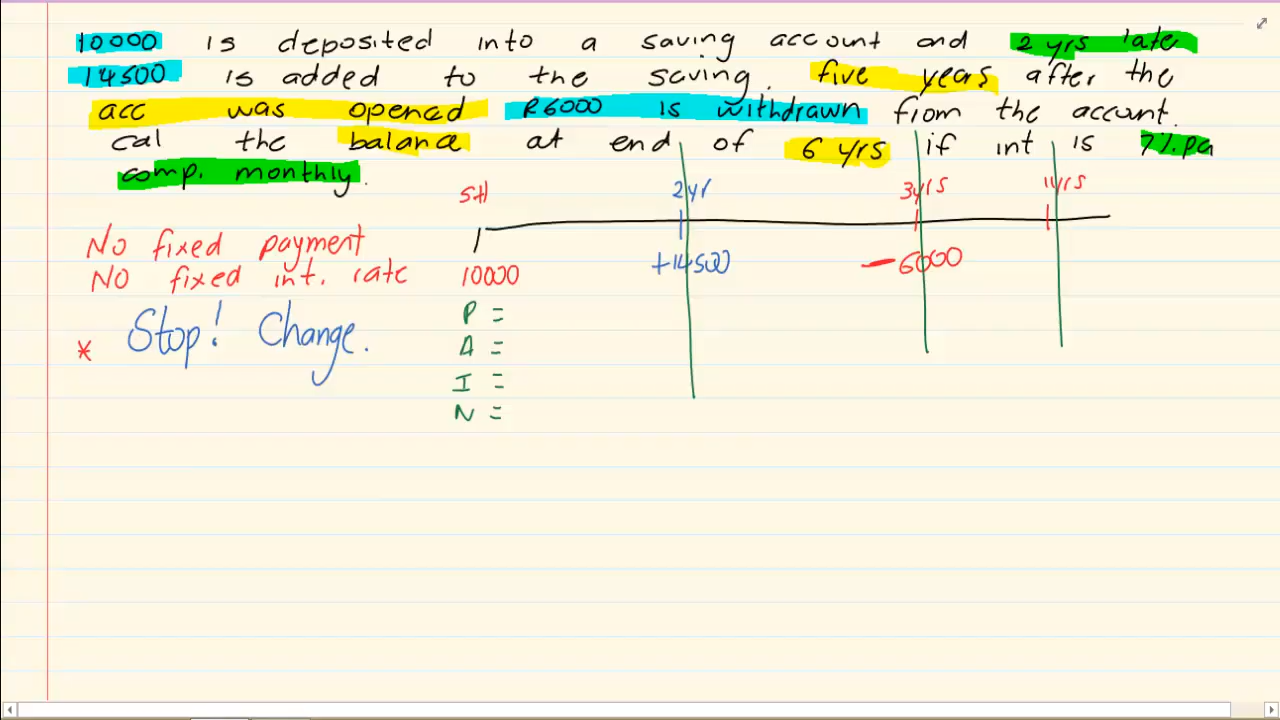 10000 is deposited into a saving account and 2 yrs late
14500 is added to the saving. five years after the
acc was opened R6000 is withdrawn from the account.
cal the balance at end of 6 yrs if int is 7%.pa
comp. monthly.
2yr 3yrs 1yrs
No fixed payment
NO fixed int. rate 10000 +14500 -6000
* Stop! Change.
P =
A =
I =
N =